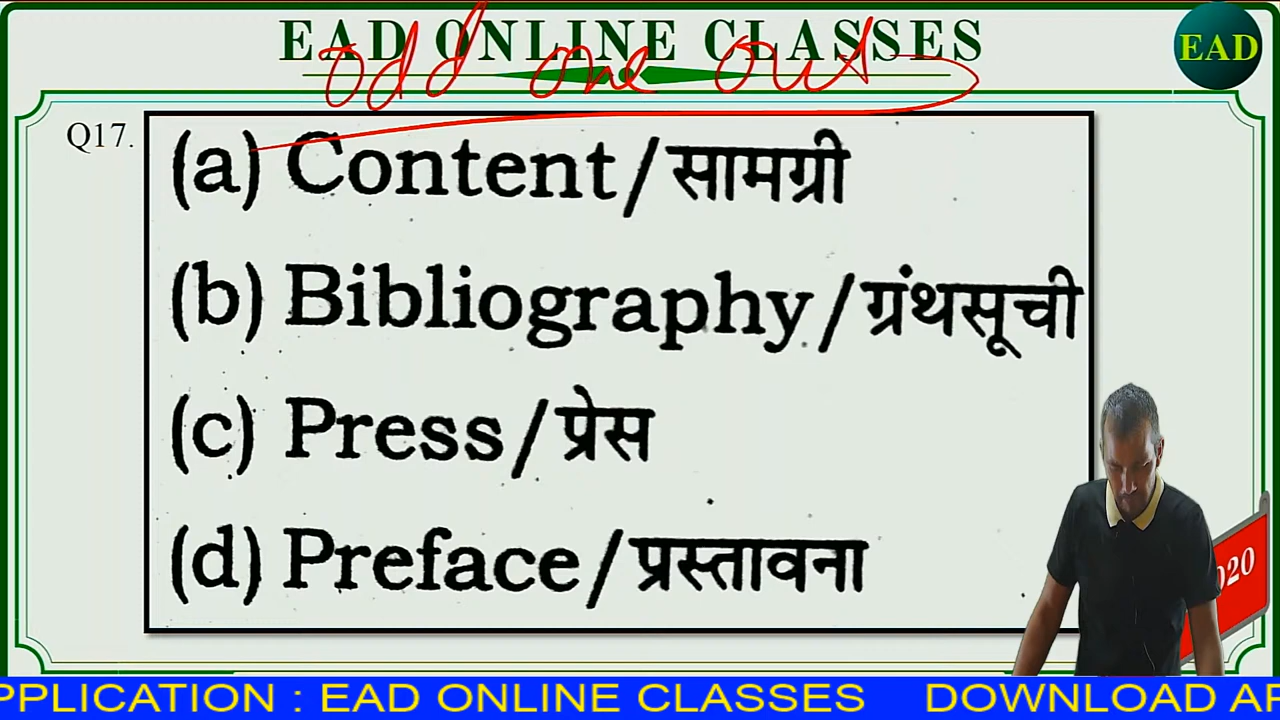 EAD ONLINE CLASSES
EAD
odd one out
Q17.
(a) Content/सामग्री
(b) Bibliography/ग्रंथसूची
(c) Press/प्रेस
(d) Preface/प्रस्तावना
020
PPLICATION : EAD ONLINE CLASSES DOWNLOAD AP